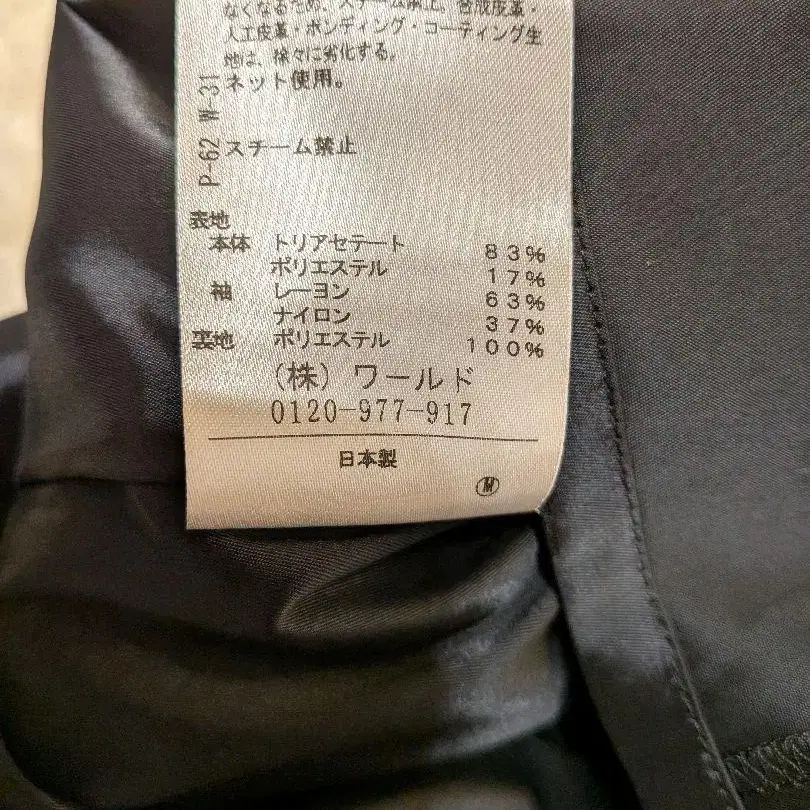 なくなるため、スチーム禁止。合成皮革・
人工皮革・ボンディング・コーティング生
地は、徐々に劣化する。
ネット使用。
スチーム禁止
P-62 W-31
表地
本体 トリアセテート 83%
ポリエステル 17%
袖 レーヨン 63%
ナイロン 37%
裏地 ポリエステル 100%
(株) ワールド
0120-977-917
日本製
M